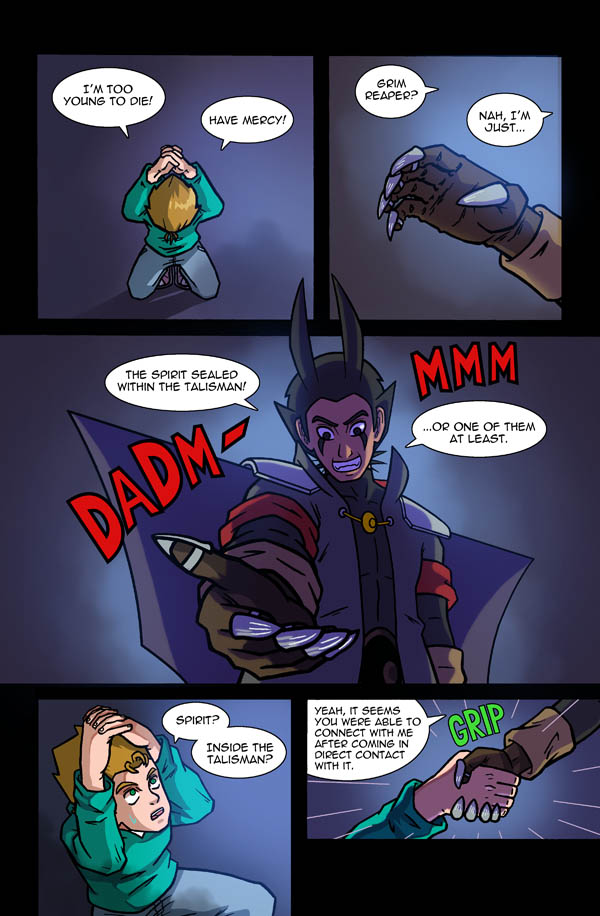 I'M TOO
YOUNG TO DIE!
HAVE MERCY!
GRIM
REAPER?
NAH, I'M
JUST...
THE SPIRIT SEALED
WITHIN THE TALISMAN!
DADM-
MMM
...OR ONE OF THEM
AT LEAST.
SPIRIT?
INSIDE THE
TALISMAN?
YEAH, IT SEEMS
YOU WERE ABLE TO
CONNECT WITH ME
AFTER COMING IN
DIRECT CONTACT
WITH IT.
GRIP